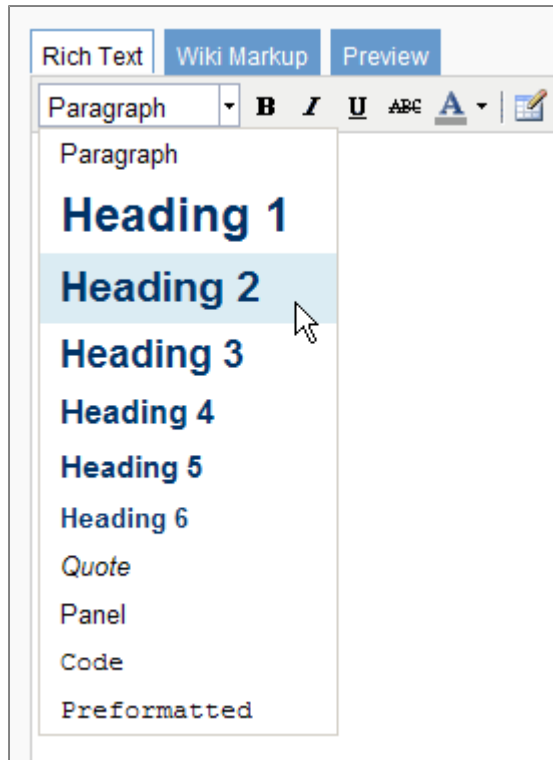 Rich Text Wiki Markup Preview
Paragraph B I U ABC A
Paragraph
Heading 1
Heading 2
Heading 3
Heading 4
Heading 5
Heading 6
Quote
Panel
Code
Preformatted